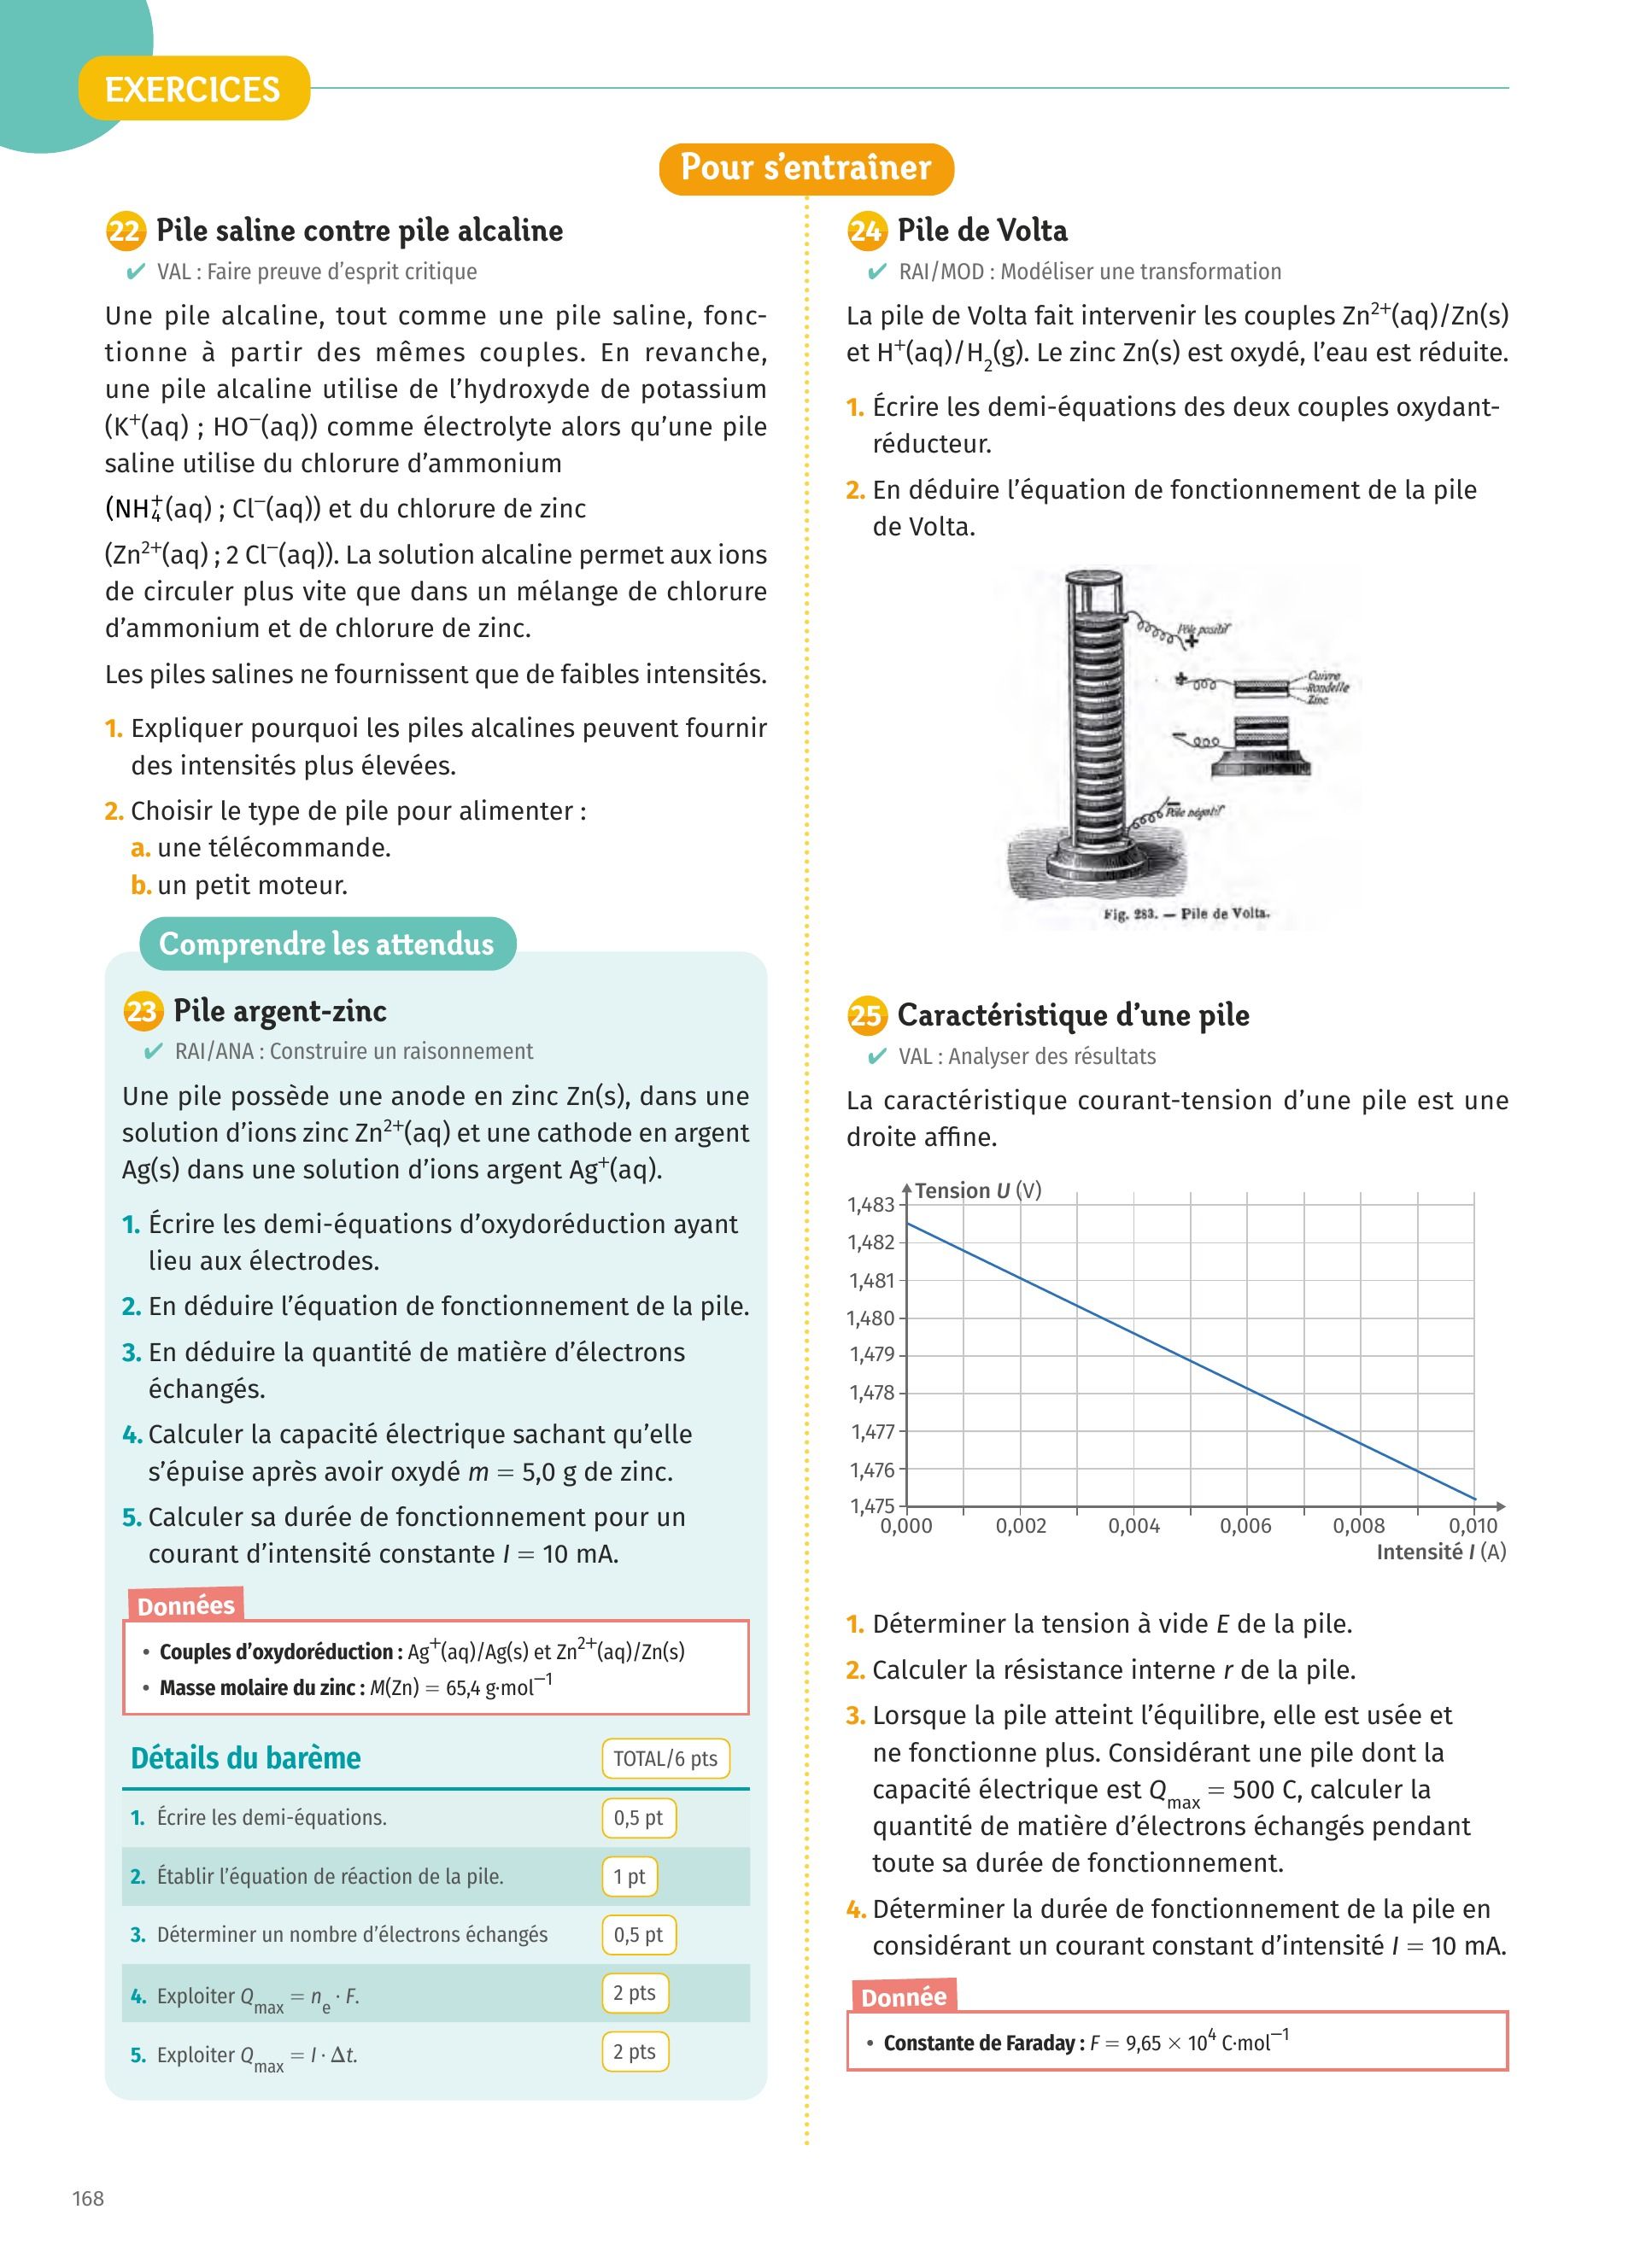 EXERCICES
Pour s’entraîner
22 Pile saline contre pile alcaline
✔ VAL : Faire preuve d’esprit critique
Une pile alcaline, tout comme une pile saline, fonc-
tionne à partir des mêmes couples. En revanche,
une pile alcaline utilise de l’hydroxyde de potassium
(K⁺(aq) ; HO⁻(aq)) comme électrolyte alors qu’une pile
saline utilise du chlorure d’ammonium
(NH₄⁺(aq) ; Cl⁻(aq)) et du chlorure de zinc
(Zn²⁺(aq) ; 2 Cl⁻(aq)). La solution alcaline permet aux ions
de circuler plus vite que dans un mélange de chlorure
d’ammonium et de chlorure de zinc.
Les piles salines ne fournissent que de faibles intensités.
1. Expliquer pourquoi les piles alcalines peuvent fournir
des intensités plus élevées.
2. Choisir le type de pile pour alimenter :
a. une télécommande.
b. un petit moteur.
Comprendre les attendus
23 Pile argent-zinc
✔ RAI/ANA : Construire un raisonnement
Une pile possède une anode en zinc Zn(s), dans une
solution d’ions zinc Zn²⁺(aq) et une cathode en argent
Ag(s) dans une solution d’ions argent Ag⁺(aq).
1. Écrire les demi-équations d’oxydoréduction ayant
lieu aux électrodes.
2. En déduire l’équation de fonctionnement de la pile.
3. En déduire la quantité de matière d’électrons
échangés.
4. Calculer la capacité électrique sachant qu’elle
s’épuise après avoir oxydé m = 5,0 g de zinc.
5. Calculer sa durée de fonctionnement pour un
courant d’intensité constante I = 10 mA.
Données
• Couples d’oxydoréduction : Ag⁺(aq)/Ag(s) et Zn²⁺(aq)/Zn(s)
• Masse molaire du zinc : M(Zn) = 65,4 g·mol⁻¹
Détails du barème TOTAL/6 pts
1. Écrire les demi-équations. 0,5 pt
2. Établir l’équation de réaction de la pile. 1 pt
3. Déterminer un nombre d’électrons échangés 0,5 pt
4. Exploiter Qmax = nₑ · F. 2 pts
5. Exploiter Qmax = I · Δt. 2 pts
24 Pile de Volta
✔ RAI/MOD : Modéliser une transformation
La pile de Volta fait intervenir les couples Zn²⁺(aq)/Zn(s)
et H⁺(aq)/H₂(g). Le zinc Zn(s) est oxydé, l’eau est réduite.
1. Écrire les demi-équations des deux couples oxydant-
réducteur.
2. En déduire l’équation de fonctionnement de la pile
de Volta.
Pôle positif
+
+
Cuivre
Rondelle
Zinc
−
−
Pôle négatif
Fig. 283. — Pile de Volta.
25 Caractéristique d’une pile
✔ VAL : Analyser des résultats
La caractéristique courant-tension d’une pile est une
droite affine.
Tension U (V)
1,483
1,482
1,481
1,480
1,479
1,478
1,477
1,476
1,475
0,000 0,002 0,004 0,006 0,008 0,010
Intensité I (A)
1. Déterminer la tension à vide E de la pile.
2. Calculer la résistance interne r de la pile.
3. Lorsque la pile atteint l’équilibre, elle est usée et
ne fonctionne plus. Considérant une pile dont la
capacité électrique est Qmax = 500 C, calculer la
quantité de matière d’électrons échangés pendant
toute sa durée de fonctionnement.
4. Déterminer la durée de fonctionnement de la pile en
considérant un courant constant d’intensité I = 10 mA.
Donnée
• Constante de Faraday : F = 9,65 × 10⁴ C·mol⁻¹
168